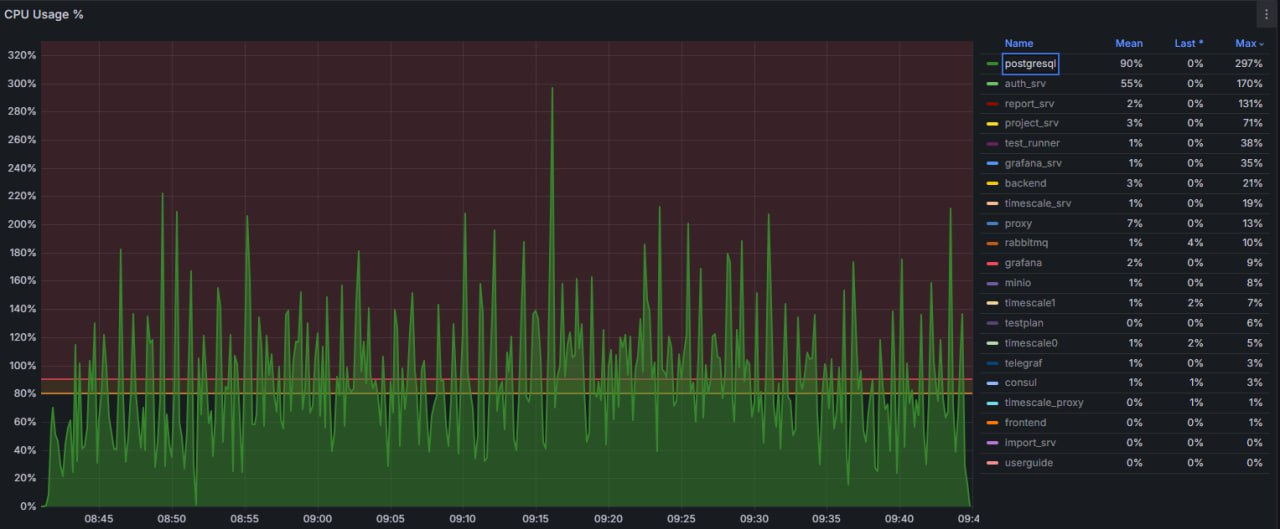 CPU Usage %
320%
300%
280%
260%
240%
220%
200%
180%
160%
140%
120%
100%
80%
60%
40%
20%
0%
08:45 08:50 08:55 09:00 09:05 09:10 09:15 09:20 09:25 09:30 09:35 09:40 09:4
Name Mean Last * Max
postgresql 90% 0% 297%
auth_srv 55% 0% 170%
report_srv 2% 0% 131%
project_srv 3% 0% 71%
test_runner 1% 0% 38%
grafana_srv 1% 0% 35%
backend 3% 0% 21%
timescale_srv 1% 0% 19%
proxy 7% 0% 13%
rabbitmq 1% 4% 10%
grafana 2% 0% 9%
minio 1% 0% 8%
timescale1 1% 2% 7%
testplan 0% 0% 6%
timescale0 1% 2% 5%
telegraf 1% 0% 3%
consul 1% 1% 3%
timescale_proxy 0% 1% 1%
frontend 0% 0% 1%
import_srv 0% 0% 0%
userguide 0% 0% 0%